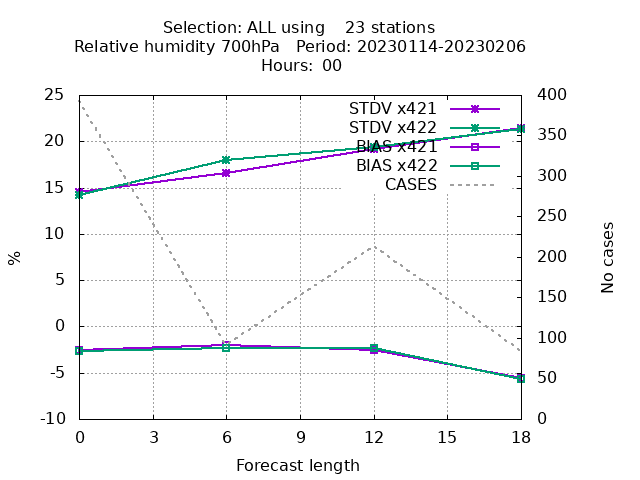 Selection: ALL using    23 stations
Relative humidity 700hPa   Period: 20230114-20230206
Hours:  00
25
20
15
10
5
0
-5
-10
%
400
350
300
250
200
150
100
50
0
No cases
STDV x421
STDV x422
BIAS x421
BIAS x422
CASES
0 3 6 9 12 15 18
Forecast length